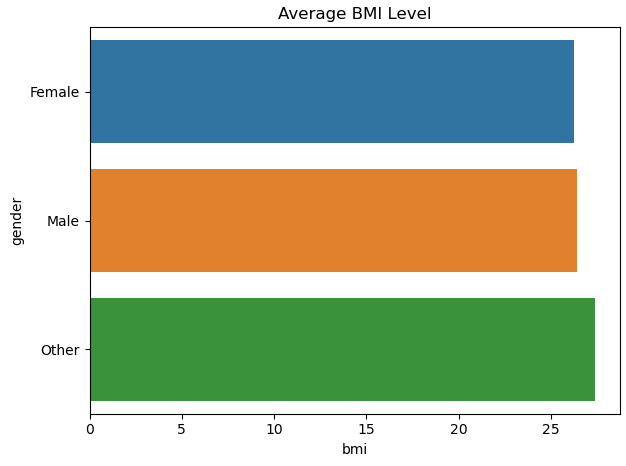 Average BMI Level
Female
Male
Other
gender
0 5 10 15 20 25
bmi